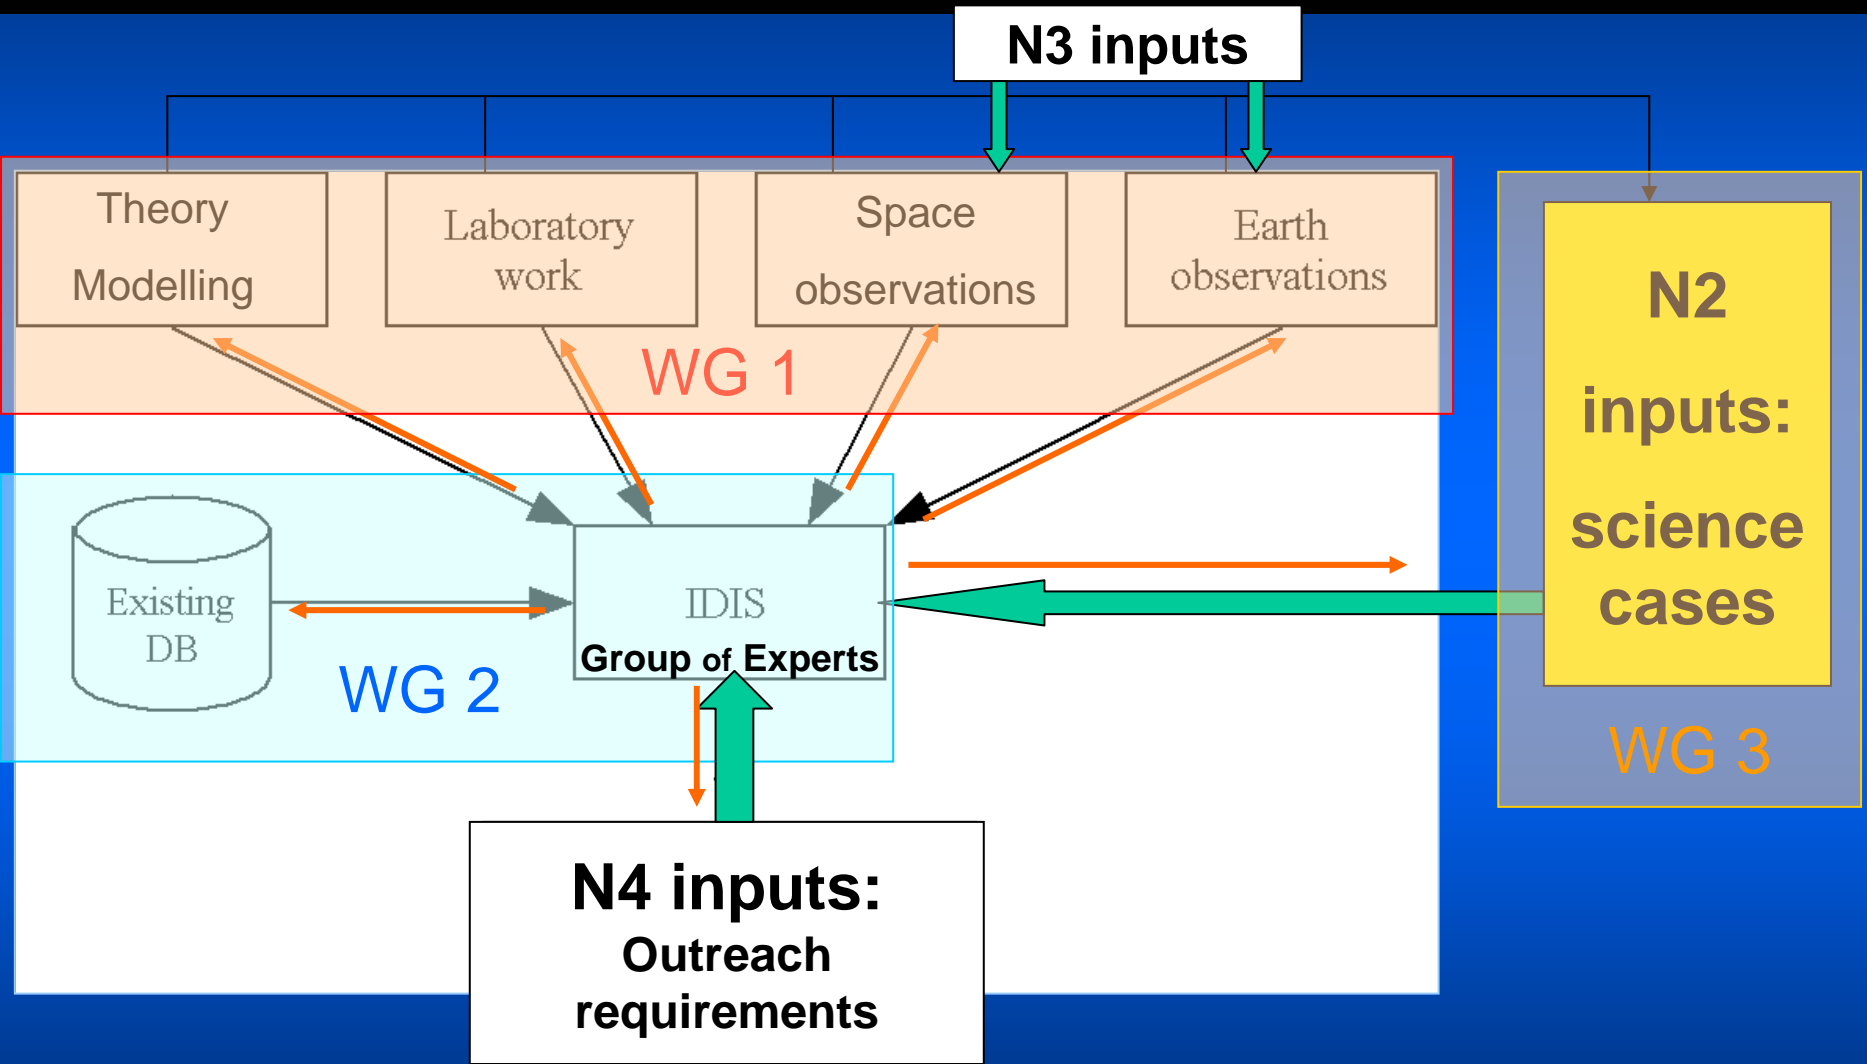 N3 inputs
Theory
Modelling
Laboratory
work
Space
observations
Earth
observations
WG 1
N2
inputs:
science
cases
WG 3
Existing
DB
WG 2
IDIS
Group of Experts
N4 inputs:
Outreach
requirements